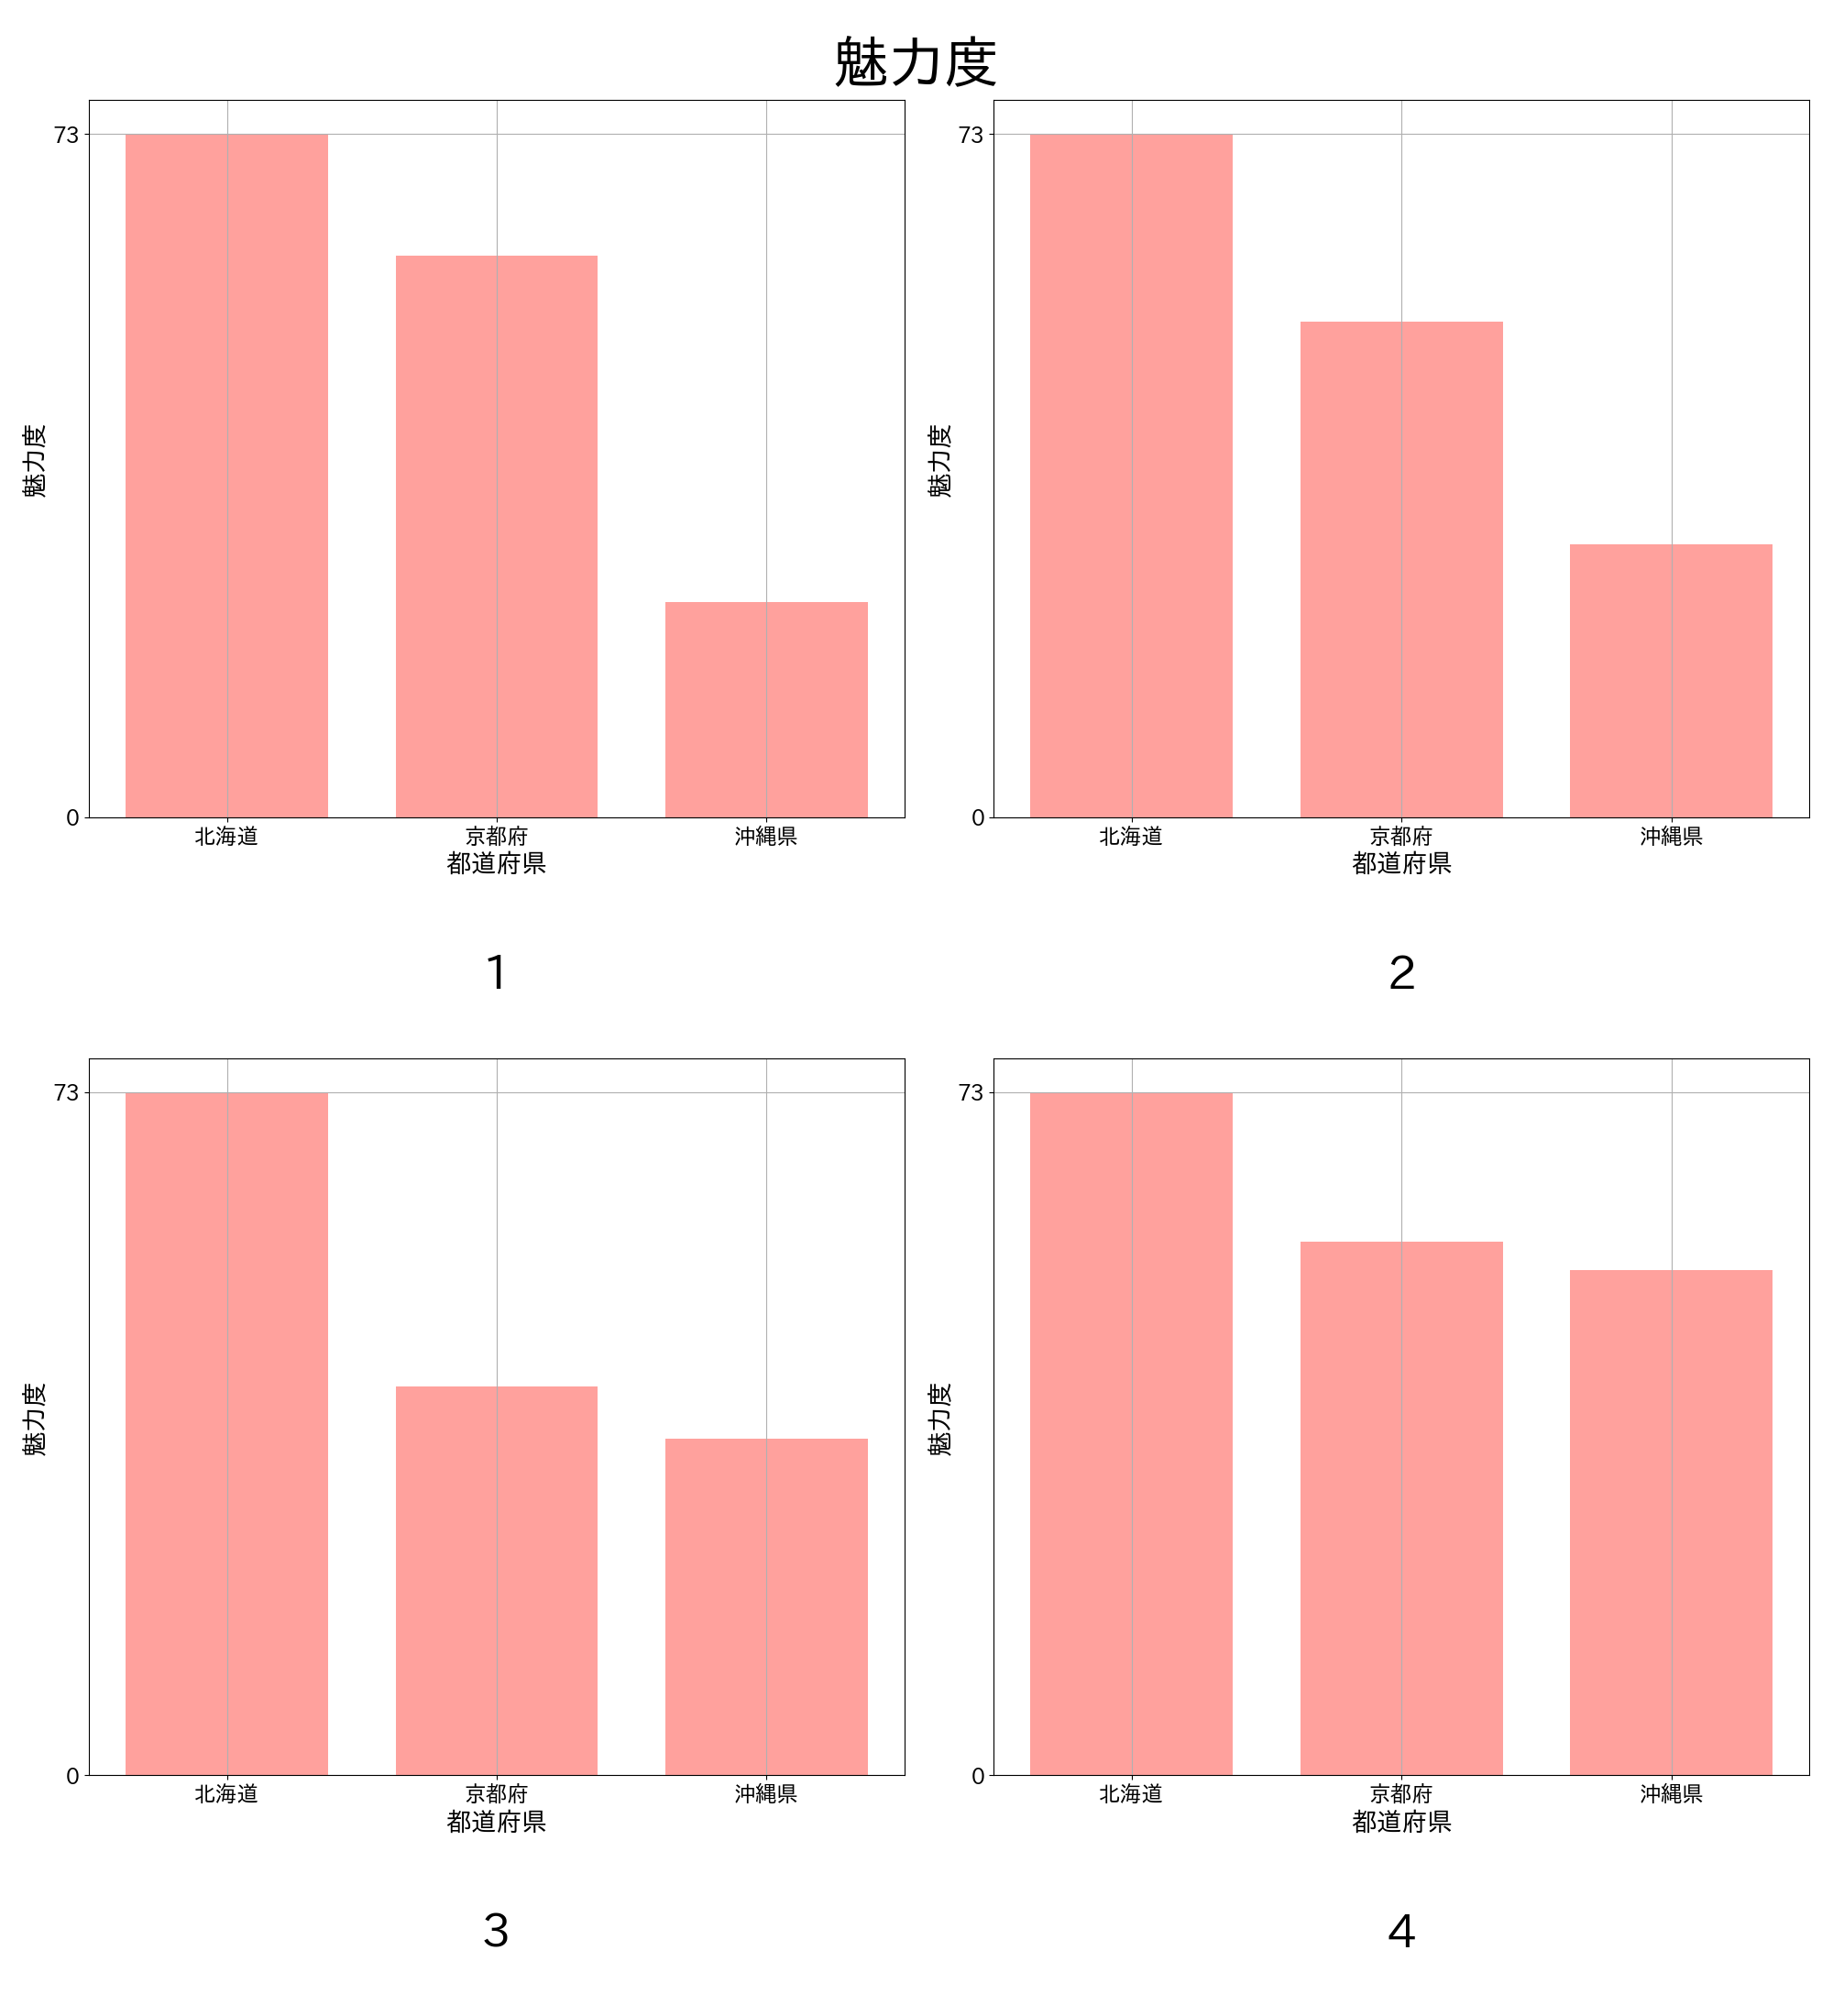 魅力度
73
魅力度
0
北海道 京都府 沖縄県
都道府県
1
73
魅力度
0
北海道 京都府 沖縄県
都道府県
2
73
魅力度
0
北海道 京都府 沖縄県
都道府県
3
73
魅力度
0
北海道 京都府 沖縄県
都道府県
4